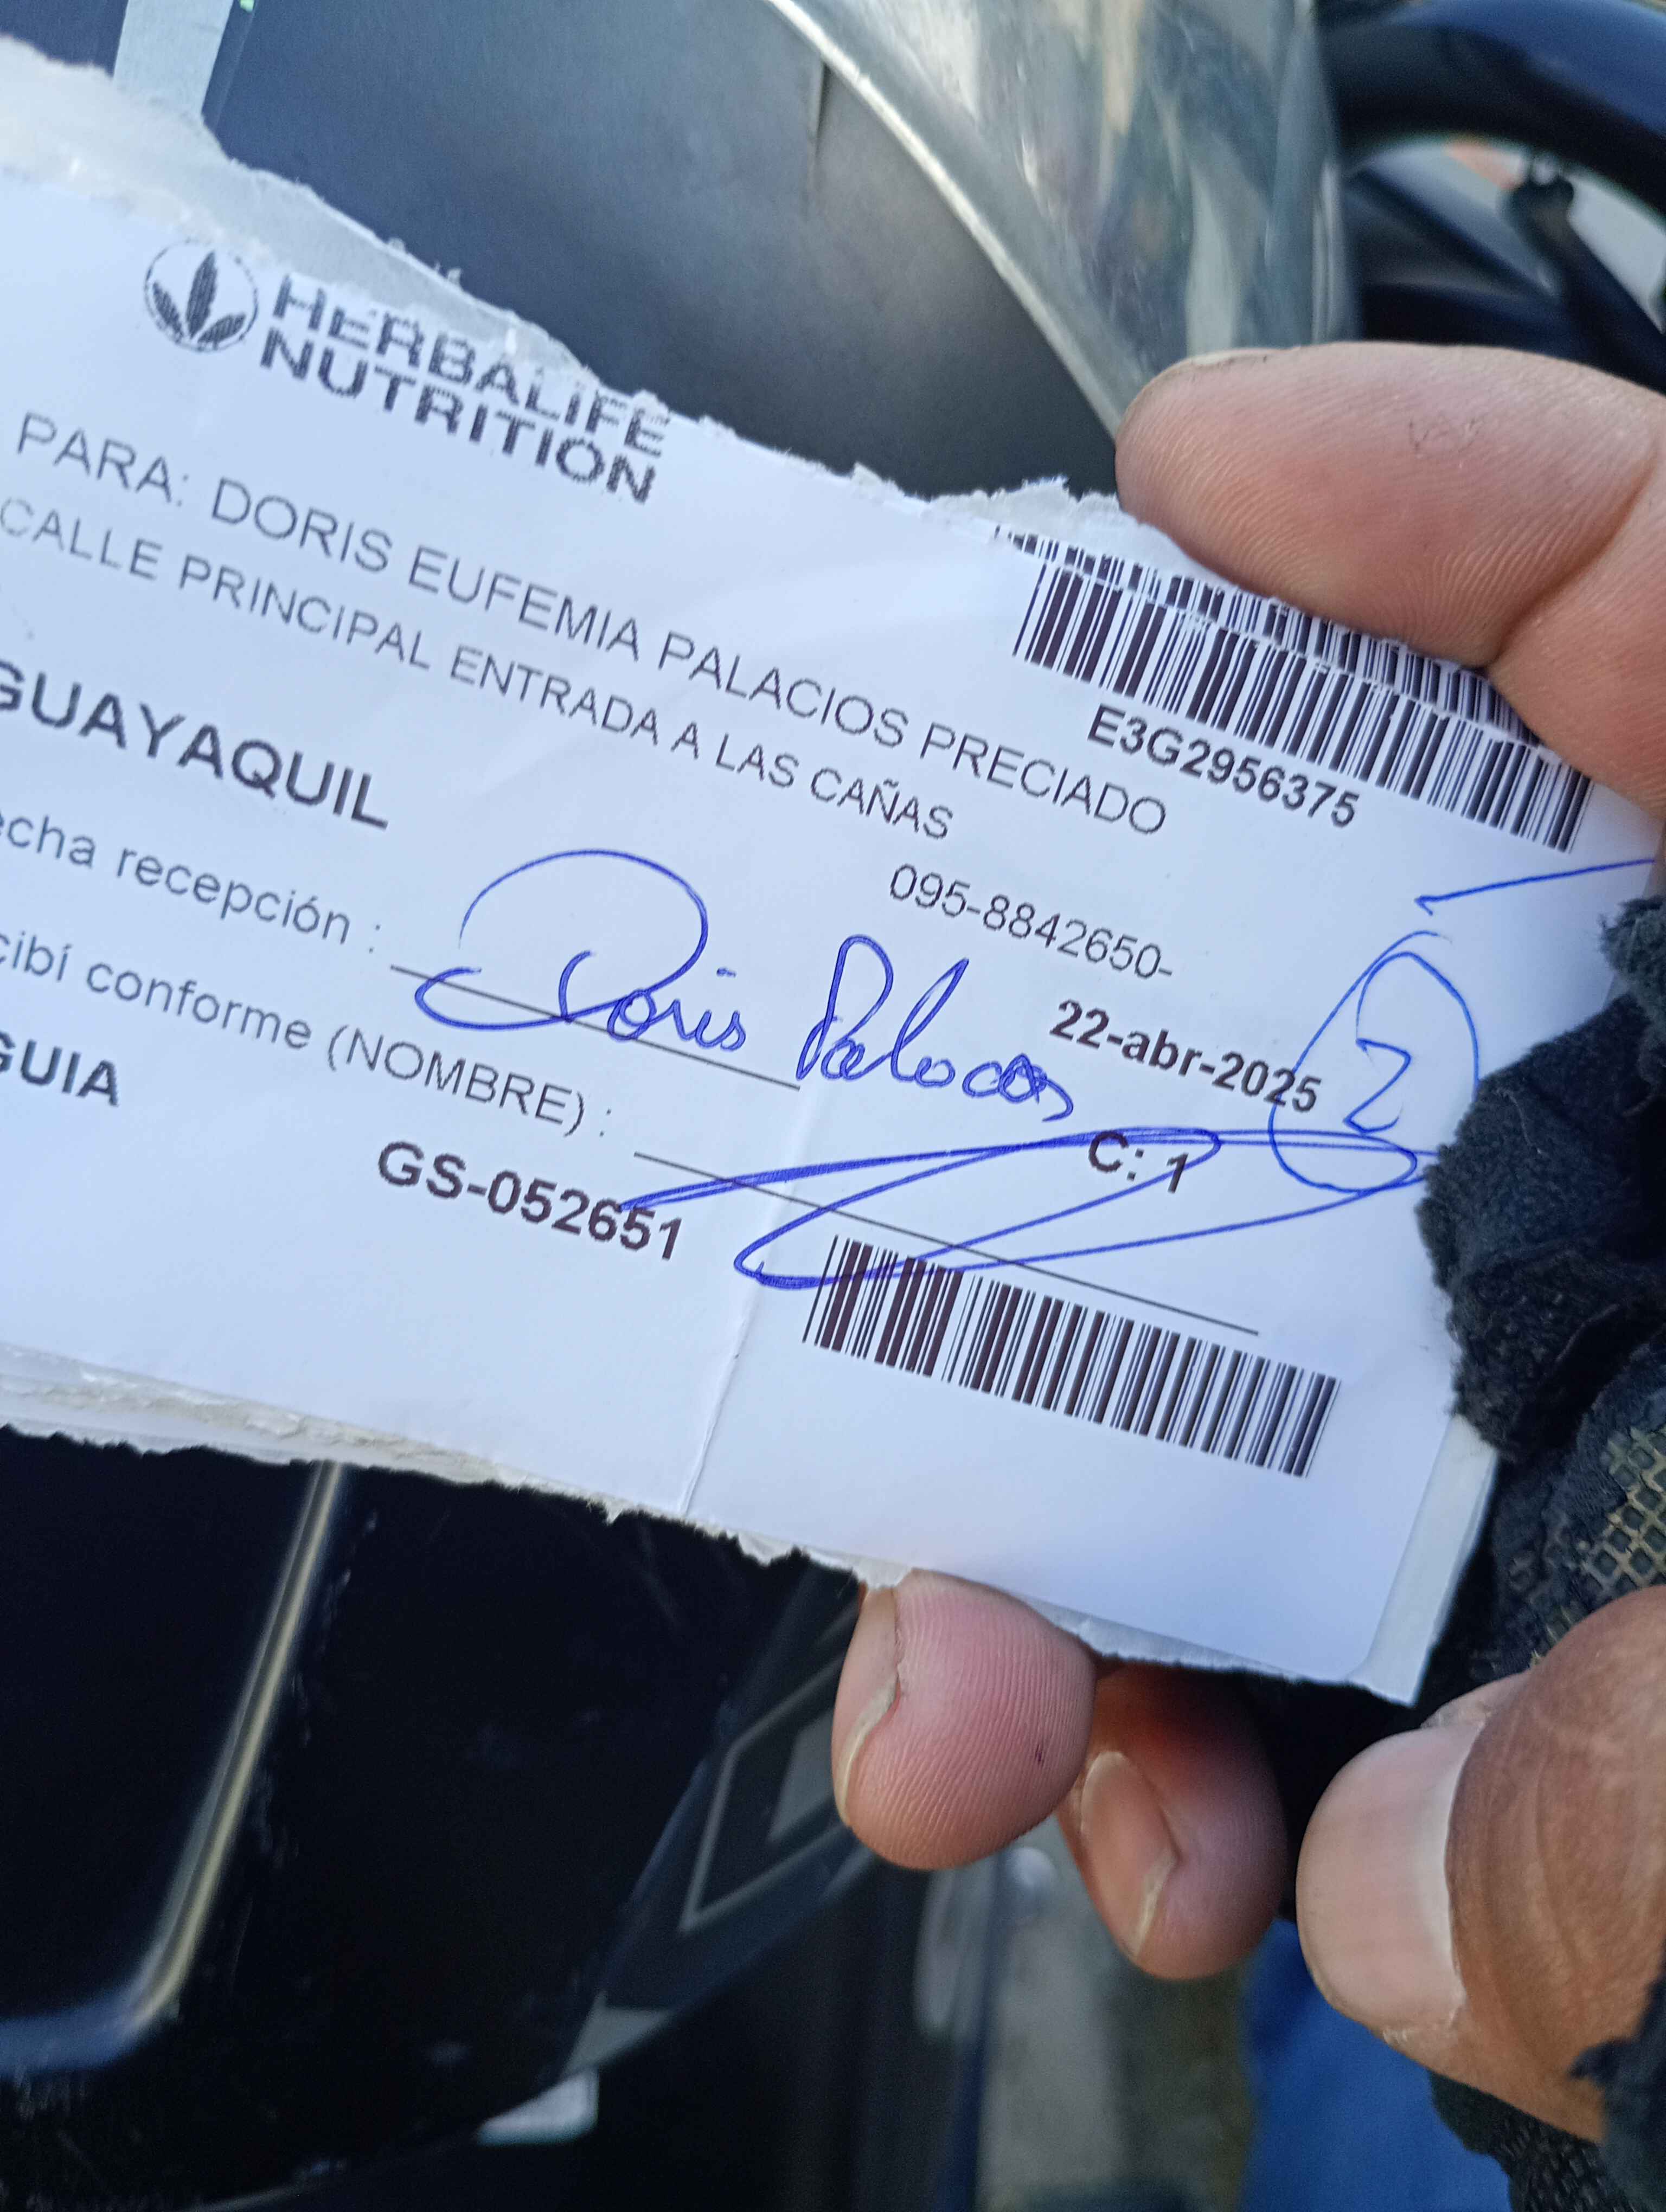 HERBALIFE
NUTRITION
PARA: DORIS EUFEMIA PALACIOS PRECIADO
CALLE PRINCIPAL ENTRADA A LAS CAÑAS
E3G2956375
GUAYAQUIL
095-8842650-
echa recepción :
Doris Palacios
22-abr-2025
2
cibí conforme (NOMBRE) :
C: 1
GUIA
GS-052651